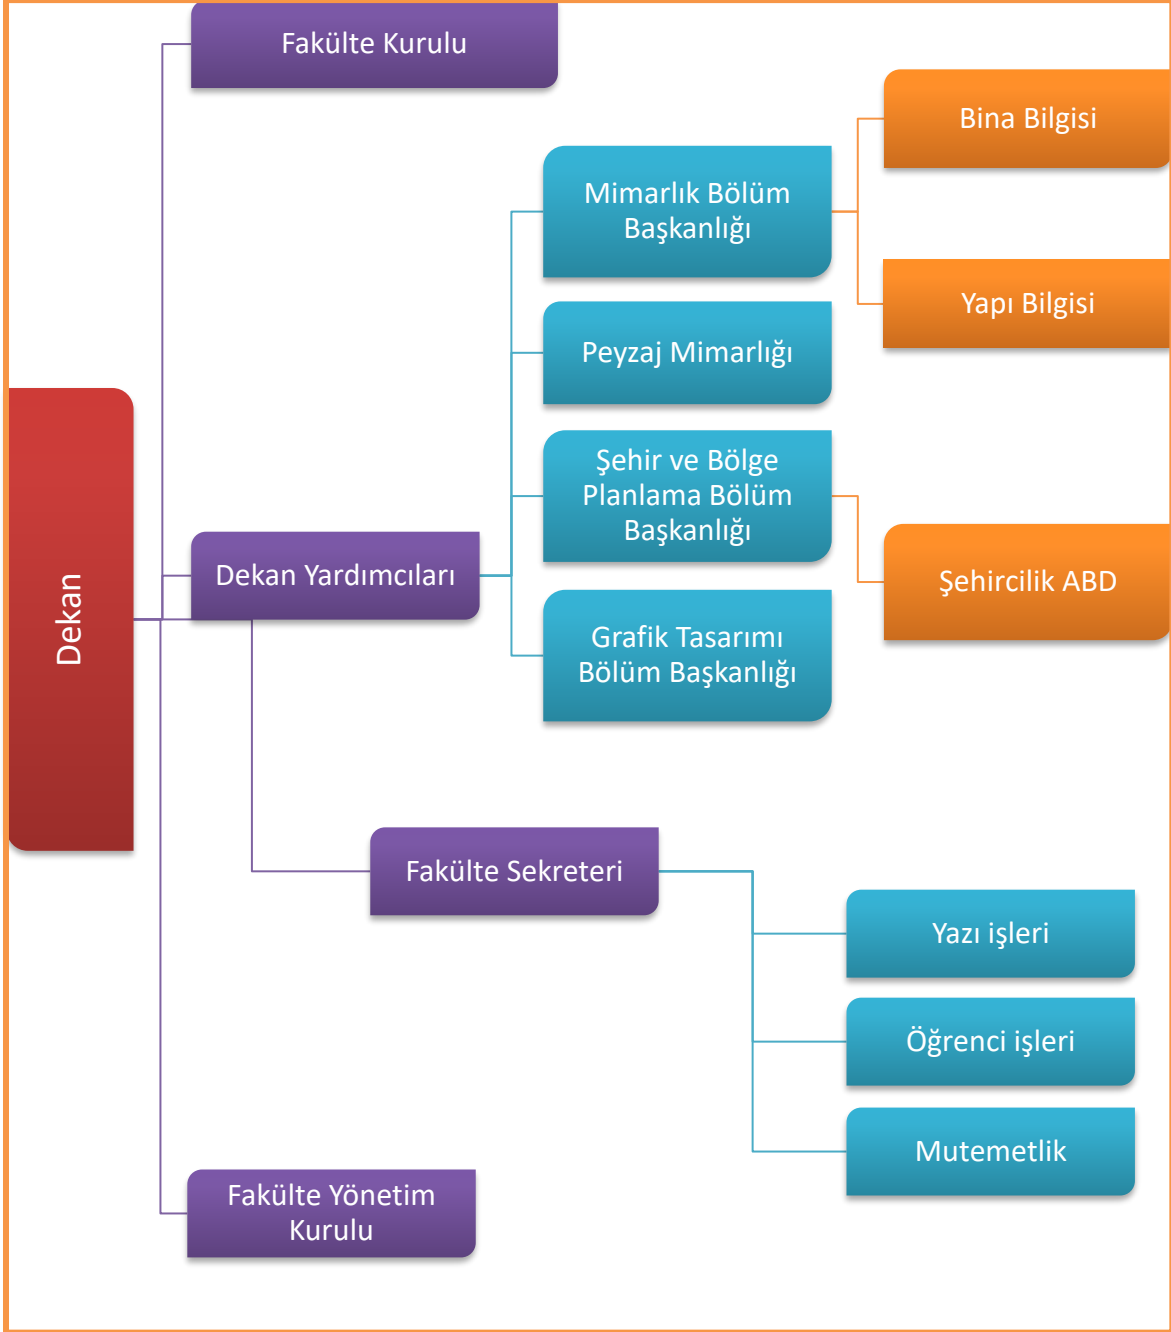 Fakülte Kurulu
Bina Bilgisi
Mimarlık Bölüm
Başkanlığı
Yapı Bilgisi
Peyzaj Mimarlığı
Şehir ve Bölge
Planlama Bölüm
Başkanlığı
Dekan
Dekan Yardımcıları
Şehircilik ABD
Grafik Tasarımı
Bölüm Başkanlığı
Fakülte Sekreteri
Yazı işleri
Öğrenci işleri
Mutemetlik
Fakülte Yönetim
Kurulu